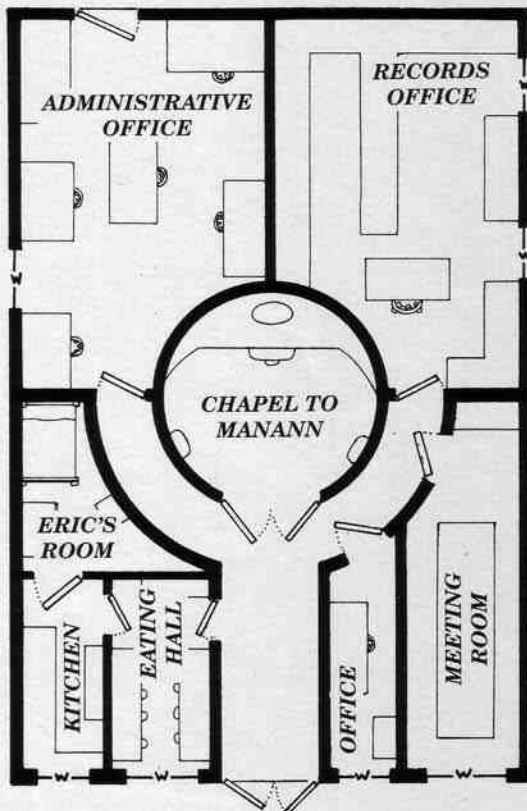 ADMINISTRATIVE
OFFICE
RECORDS
OFFICE
W
W
W
CHAPEL TO
MANANN
ERIC'S
ROOM
KITCHEN
EATING
HALL
OFFICE
MEETING
ROOM
W
W
W
W